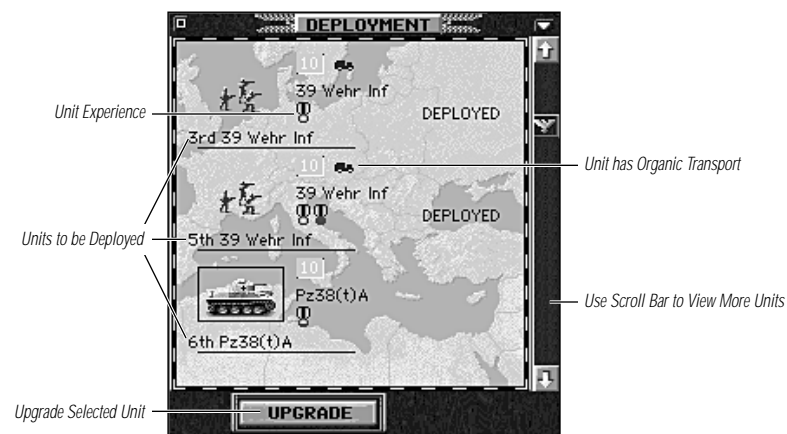 DEPLOYMENT
10
39 Wehr Inf
Unit Experience
DEPLOYED
3rd 39 Wehr Inf
10
Unit has Organic Transport
39 Wehr Inf
DEPLOYED
Units to be Deployed
5th 39 Wehr Inf
10
Pz38(t)A
Use Scroll Bar to View More Units
6th Pz38(t)A
Upgrade Selected Unit
UPGRADE